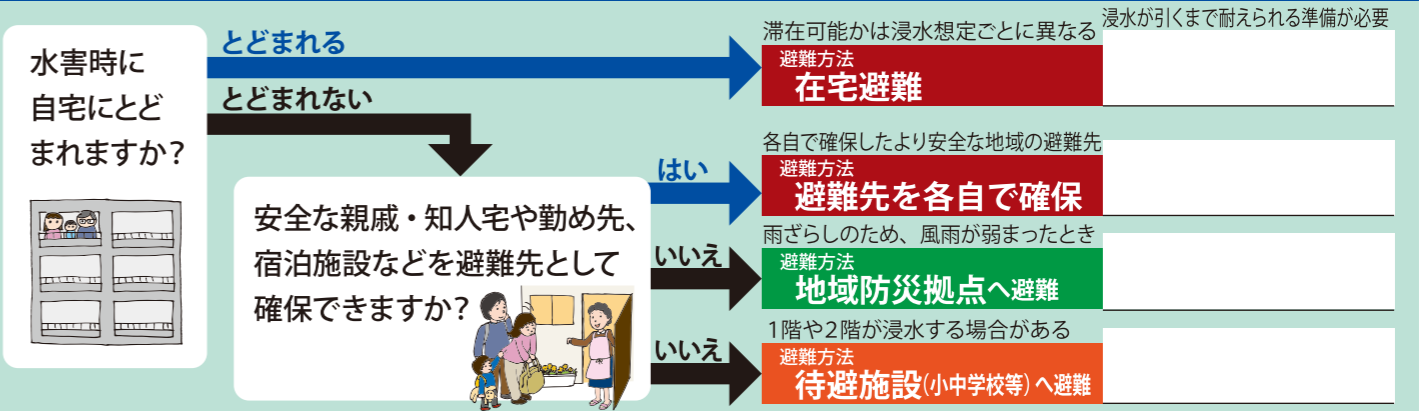 水害時に
自宅にとど
まれますか?
とどまれる
とどまれない
滞在可能かは浸水想定ごとに異なる
浸水が引くまで耐えられる準備が必要
避難方法
在宅避難
安全な親戚・知人宅や勤め先、
宿泊施設などを避難先として
確保できますか?
はい
各自で確保したより安全な地域の避難先
避難方法
避難先を各自で確保
いいえ
雨ざらしのため、風雨が弱まったとき
避難方法
地域防災拠点へ避難
いいえ
1階や2階が浸水する場合がある
避難方法
待避施設(小中学校等)へ避難